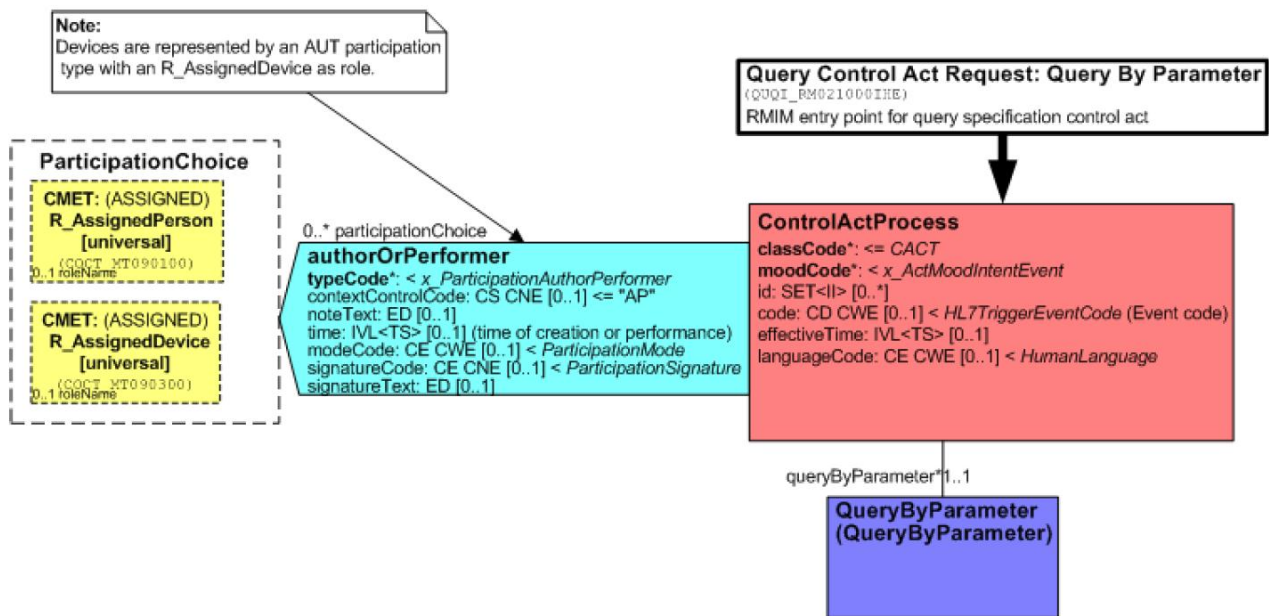 Note:
Devices are represented by an AUT participation
type with an R_AssignedDevice as role.
Query Control Act Request: Query By Parameter
(QUQI_RM021000IHE)
RMIM entry point for query specification control act
ParticipationChoice
CMET: (ASSIGNED)
R_AssignedPerson
[universal]
(COCT_MT090100)
0..1 roleName
CMET: (ASSIGNED)
R_AssignedDevice
[universal]
(COCT_MT090300)
0..1 roleName
0..* participationChoice
authorOrPerformer
typeCode*: < x_ParticipationAuthorPerformer
contextControlCode: CS CNE [0..1] <= "AP"
noteText: ED [0..1]
time: IVL<TS> [0..1] (time of creation or performance)
modeCode: CE CWE [0..1] < ParticipationMode
signatureCode: CE CNE [0..1] < ParticipationSignature
signatureText: ED [0..1]
ControlActProcess
classCode*: <= CACT
moodCode*: < x_ActMoodIntentEvent
id: SET<II> [0..*]
code: CD CWE [0..1] < HL7TriggerEventCode (Event code)
effectiveTime: IVL<TS> [0..1]
languageCode: CE CWE [0..1] < HumanLanguage
queryByParameter*1..1
QueryByParameter
(QueryByParameter)